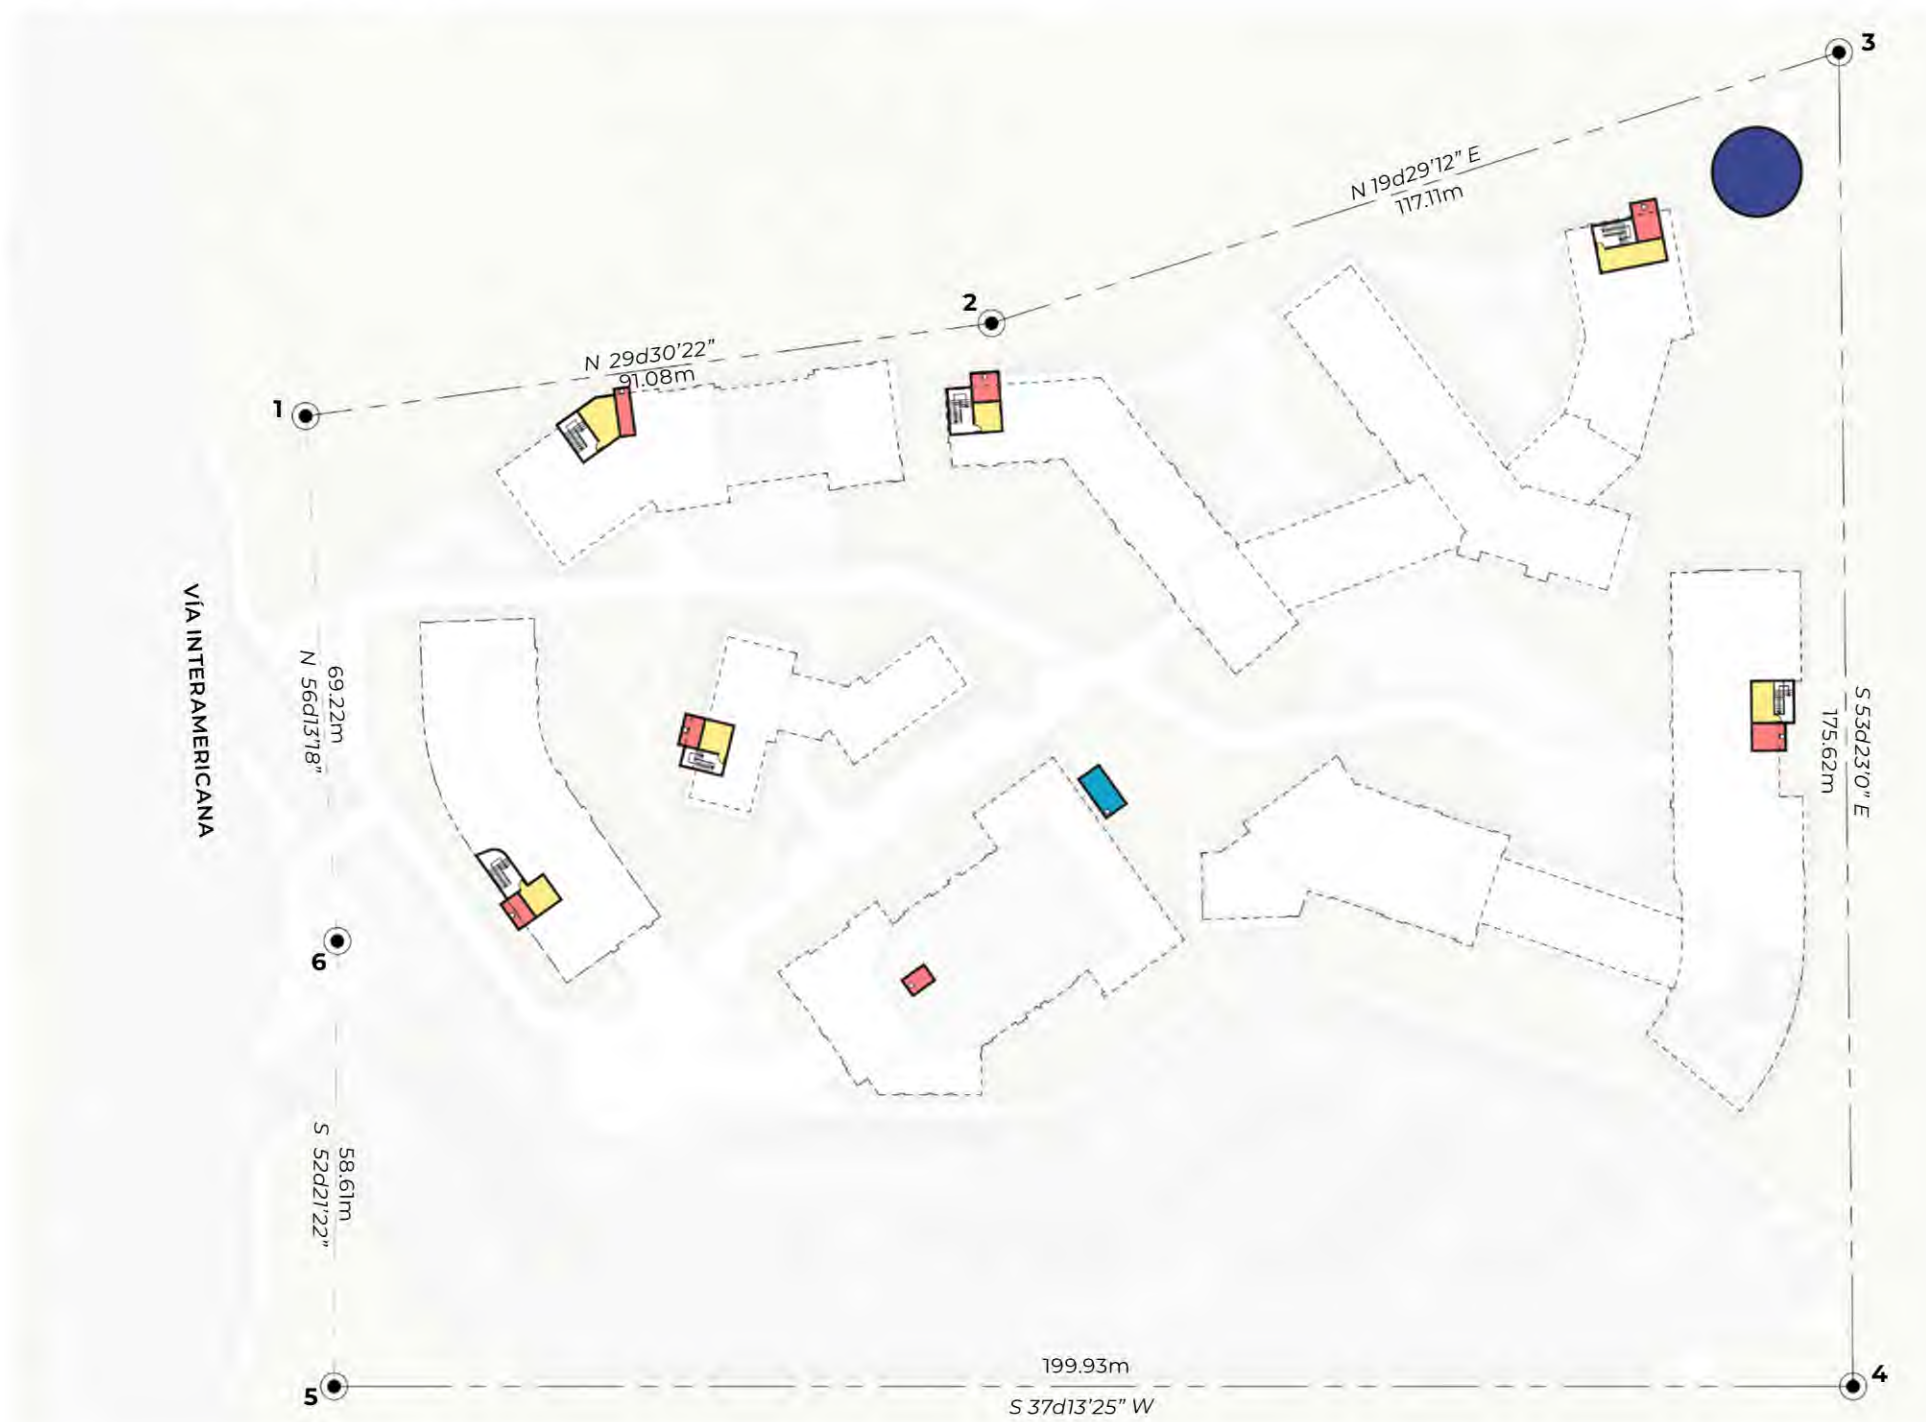 3
N 19d29'12" E
117.11m
2
N 29d30'22"
91.08m
1
VÍA INTERAMERICANA
69.22m
N 56d13'18"
S 53d23'0" E
175.62m
6
58.61m
S 52d21'22"
199.93m
S 37d13'25" W
5
4